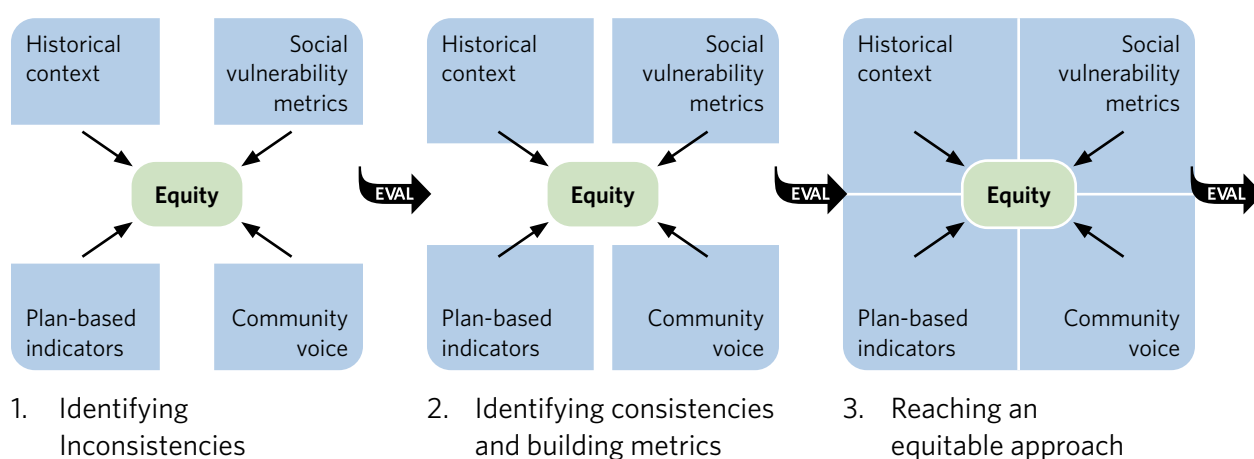 Historical
context
Social
vulnerability
metrics
Equity
Plan-based
indicators
Community
voice
1. Identifying
Inconsistencies
EVAL
Historical
context
Social
vulnerability
metrics
Equity
Plan-based
indicators
Community
voice
2. Identifying consistencies
and building metrics
EVAL
Historical
context
Social
vulnerability
metrics
Equity
Plan-based
indicators
Community
voice
3. Reaching an
equitable approach
EVAL